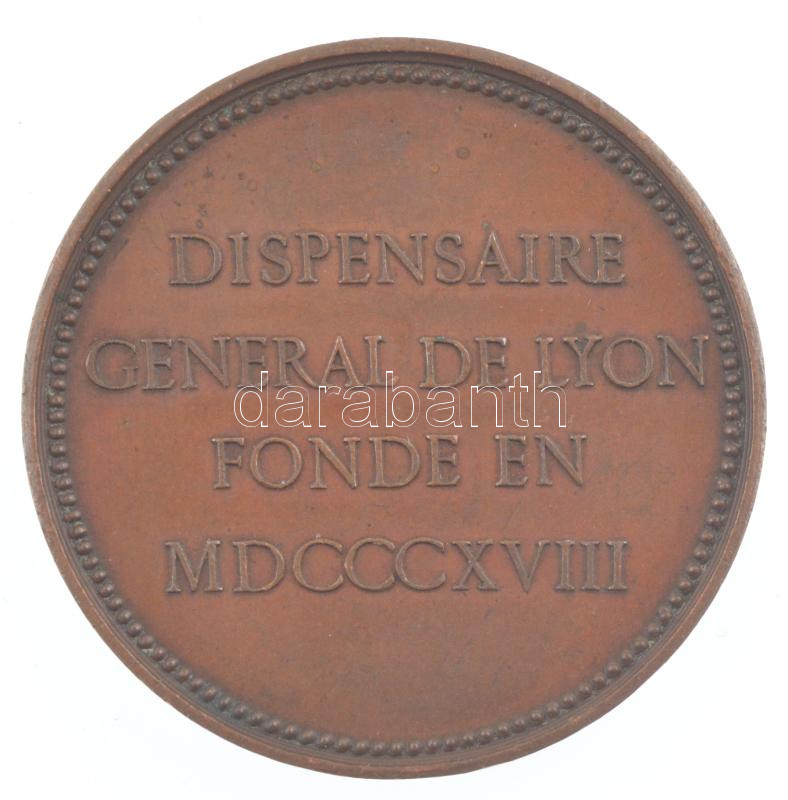 DISPENSAIRE
GENERAL DE LYON
darabanth
FONDE EN
MDCCCXVIII